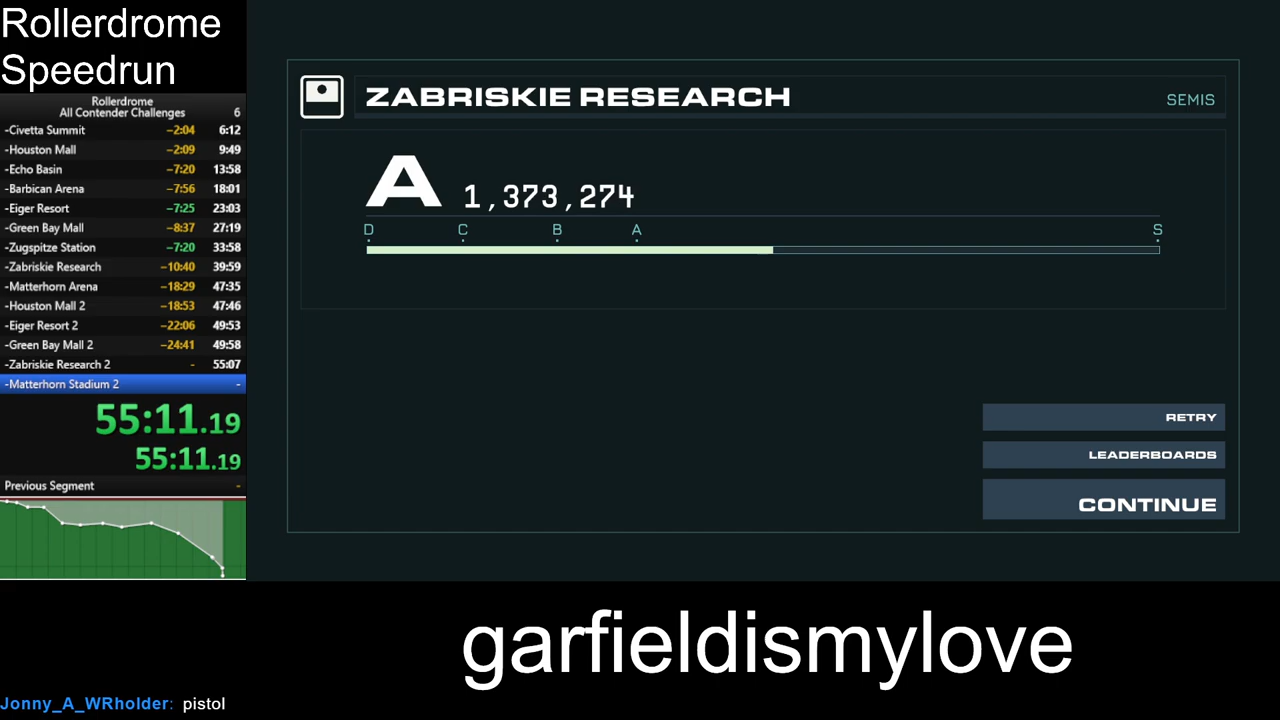 Rollerdrome
Speedrun
Rollerdrome
All Contender Challenges 6
-Civetta Summit −2:04 6:12
-Houston Mall −2:09 9:49
-Echo Basin −7:20 13:58
-Barbican Arena −7:56 18:01
-Eiger Resort −7:25 23:03
-Green Bay Mall −8:37 27:19
-Zugspitze Station −7:20 33:58
-Zabriskie Research −10:40 39:59
-Matterhorn Arena −18:29 47:35
-Houston Mall 2 −18:53 47:46
-Eiger Resort 2 −22:06 49:53
-Green Bay Mall 2 −24:41 49:58
-Zabriskie Research 2 - 55:07
-Matterhorn Stadium 2 -
55:11.19
55:11.19
Previous Segment -
ZABRISKIE RESEARCH
SEMIS
A 1,373,274
D C B A S
RETRY
LEADERBOARDS
CONTINUE
garfieldismylove
Jonny_A_WRholder: pistol